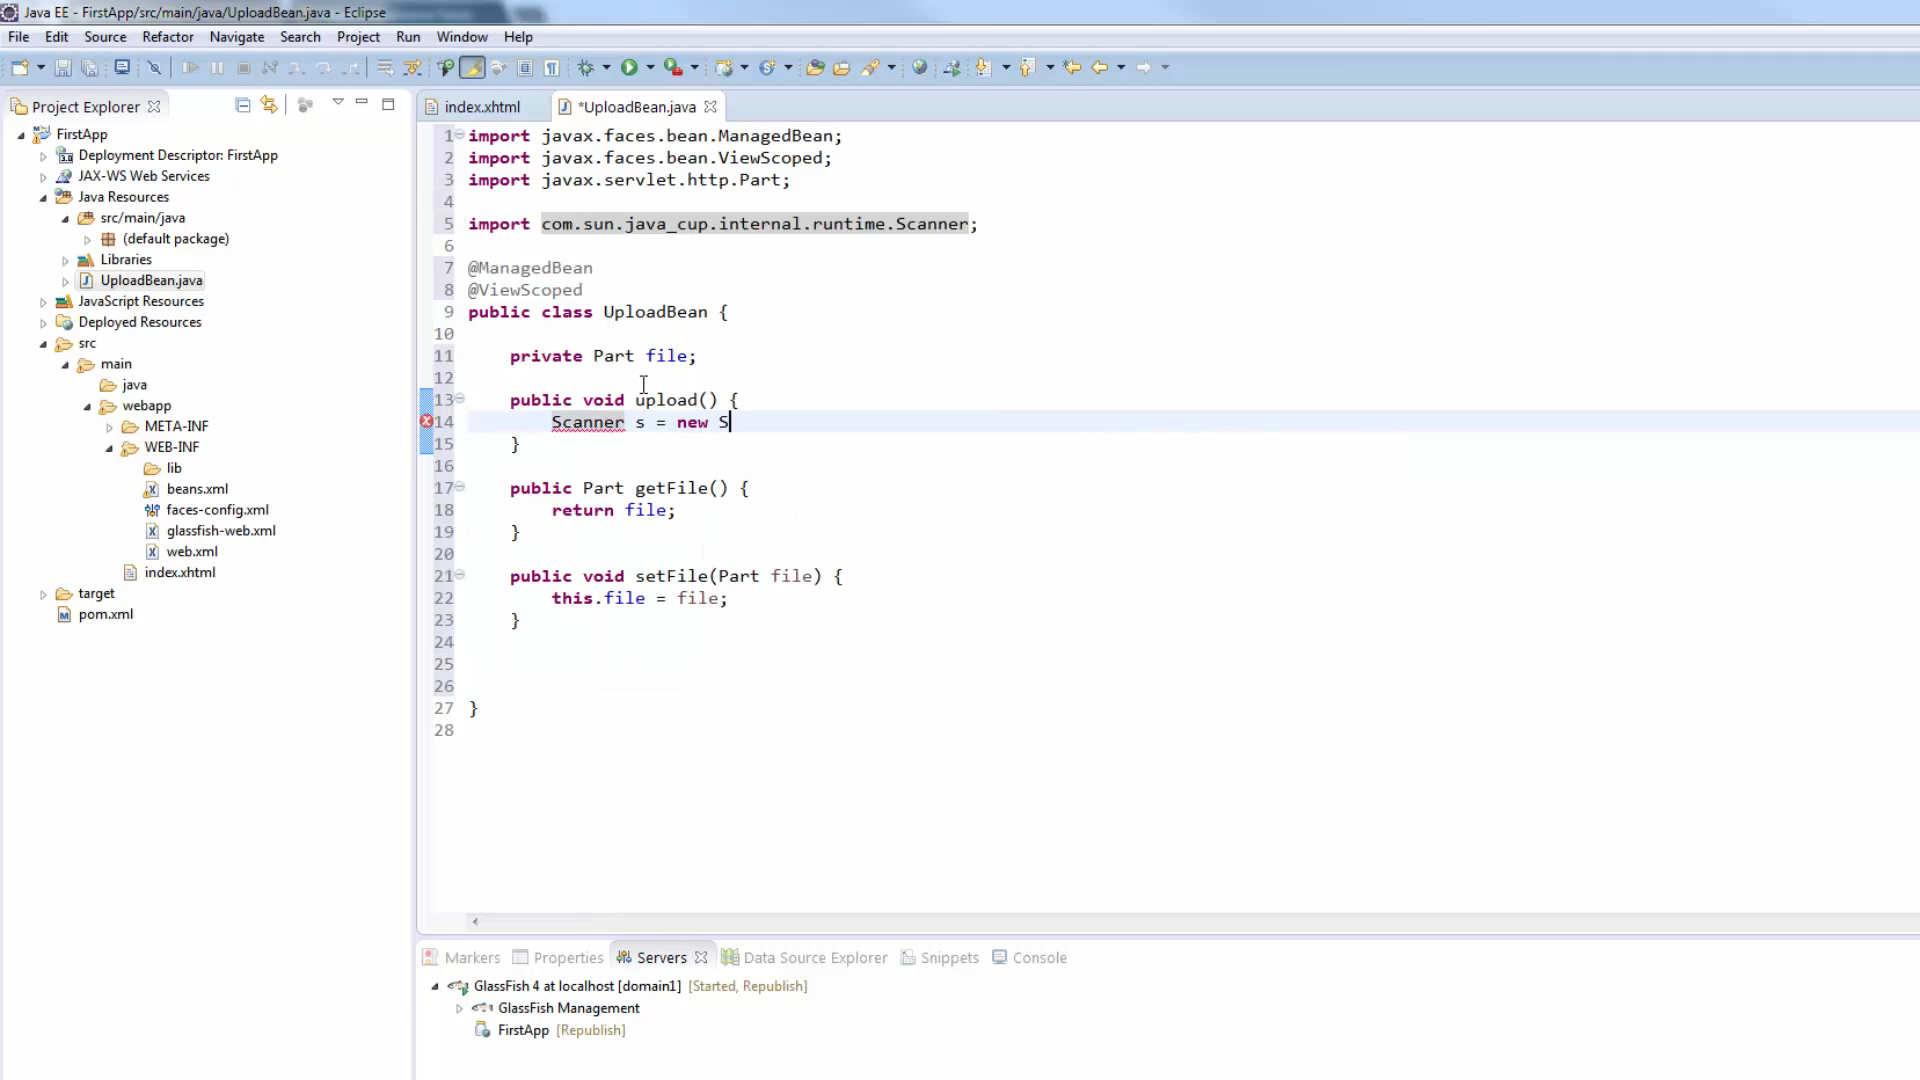 Java EE - FirstApp/src/main/java/UploadBean.java - Eclipse
File Edit Source Refactor Navigate Search Project Run Window Help
Project Explorer
index.xhtml
*UploadBean.java
FirstApp
Deployment Descriptor: FirstApp
JAX-WS Web Services
Java Resources
src/main/java
(default package)
Libraries
UploadBean.java
JavaScript Resources
Deployed Resources
src
main
java
webapp
META-INF
WEB-INF
lib
beans.xml
faces-config.xml
glassfish-web.xml
web.xml
index.xhtml
target
pom.xml
1 import javax.faces.bean.ManagedBean;
2 import javax.faces.bean.ViewScoped;
3 import javax.servlet.http.Part;
4
5 import com.sun.java_cup.internal.runtime.Scanner;
6
7 @ManagedBean
8 @ViewScoped
9 public class UploadBean {
10
11 private Part file;
12
13 public void upload() {
14 Scanner s = new S
15 }
16
17 public Part getFile() {
18 return file;
19 }
20
21 public void setFile(Part file) {
22 this.file = file;
23 }
24
25
26
27 }
28
Markers Properties Servers Data Source Explorer Snippets Console
GlassFish 4 at localhost [domain1] [Started, Republish]
GlassFish Management
FirstApp [Republish]